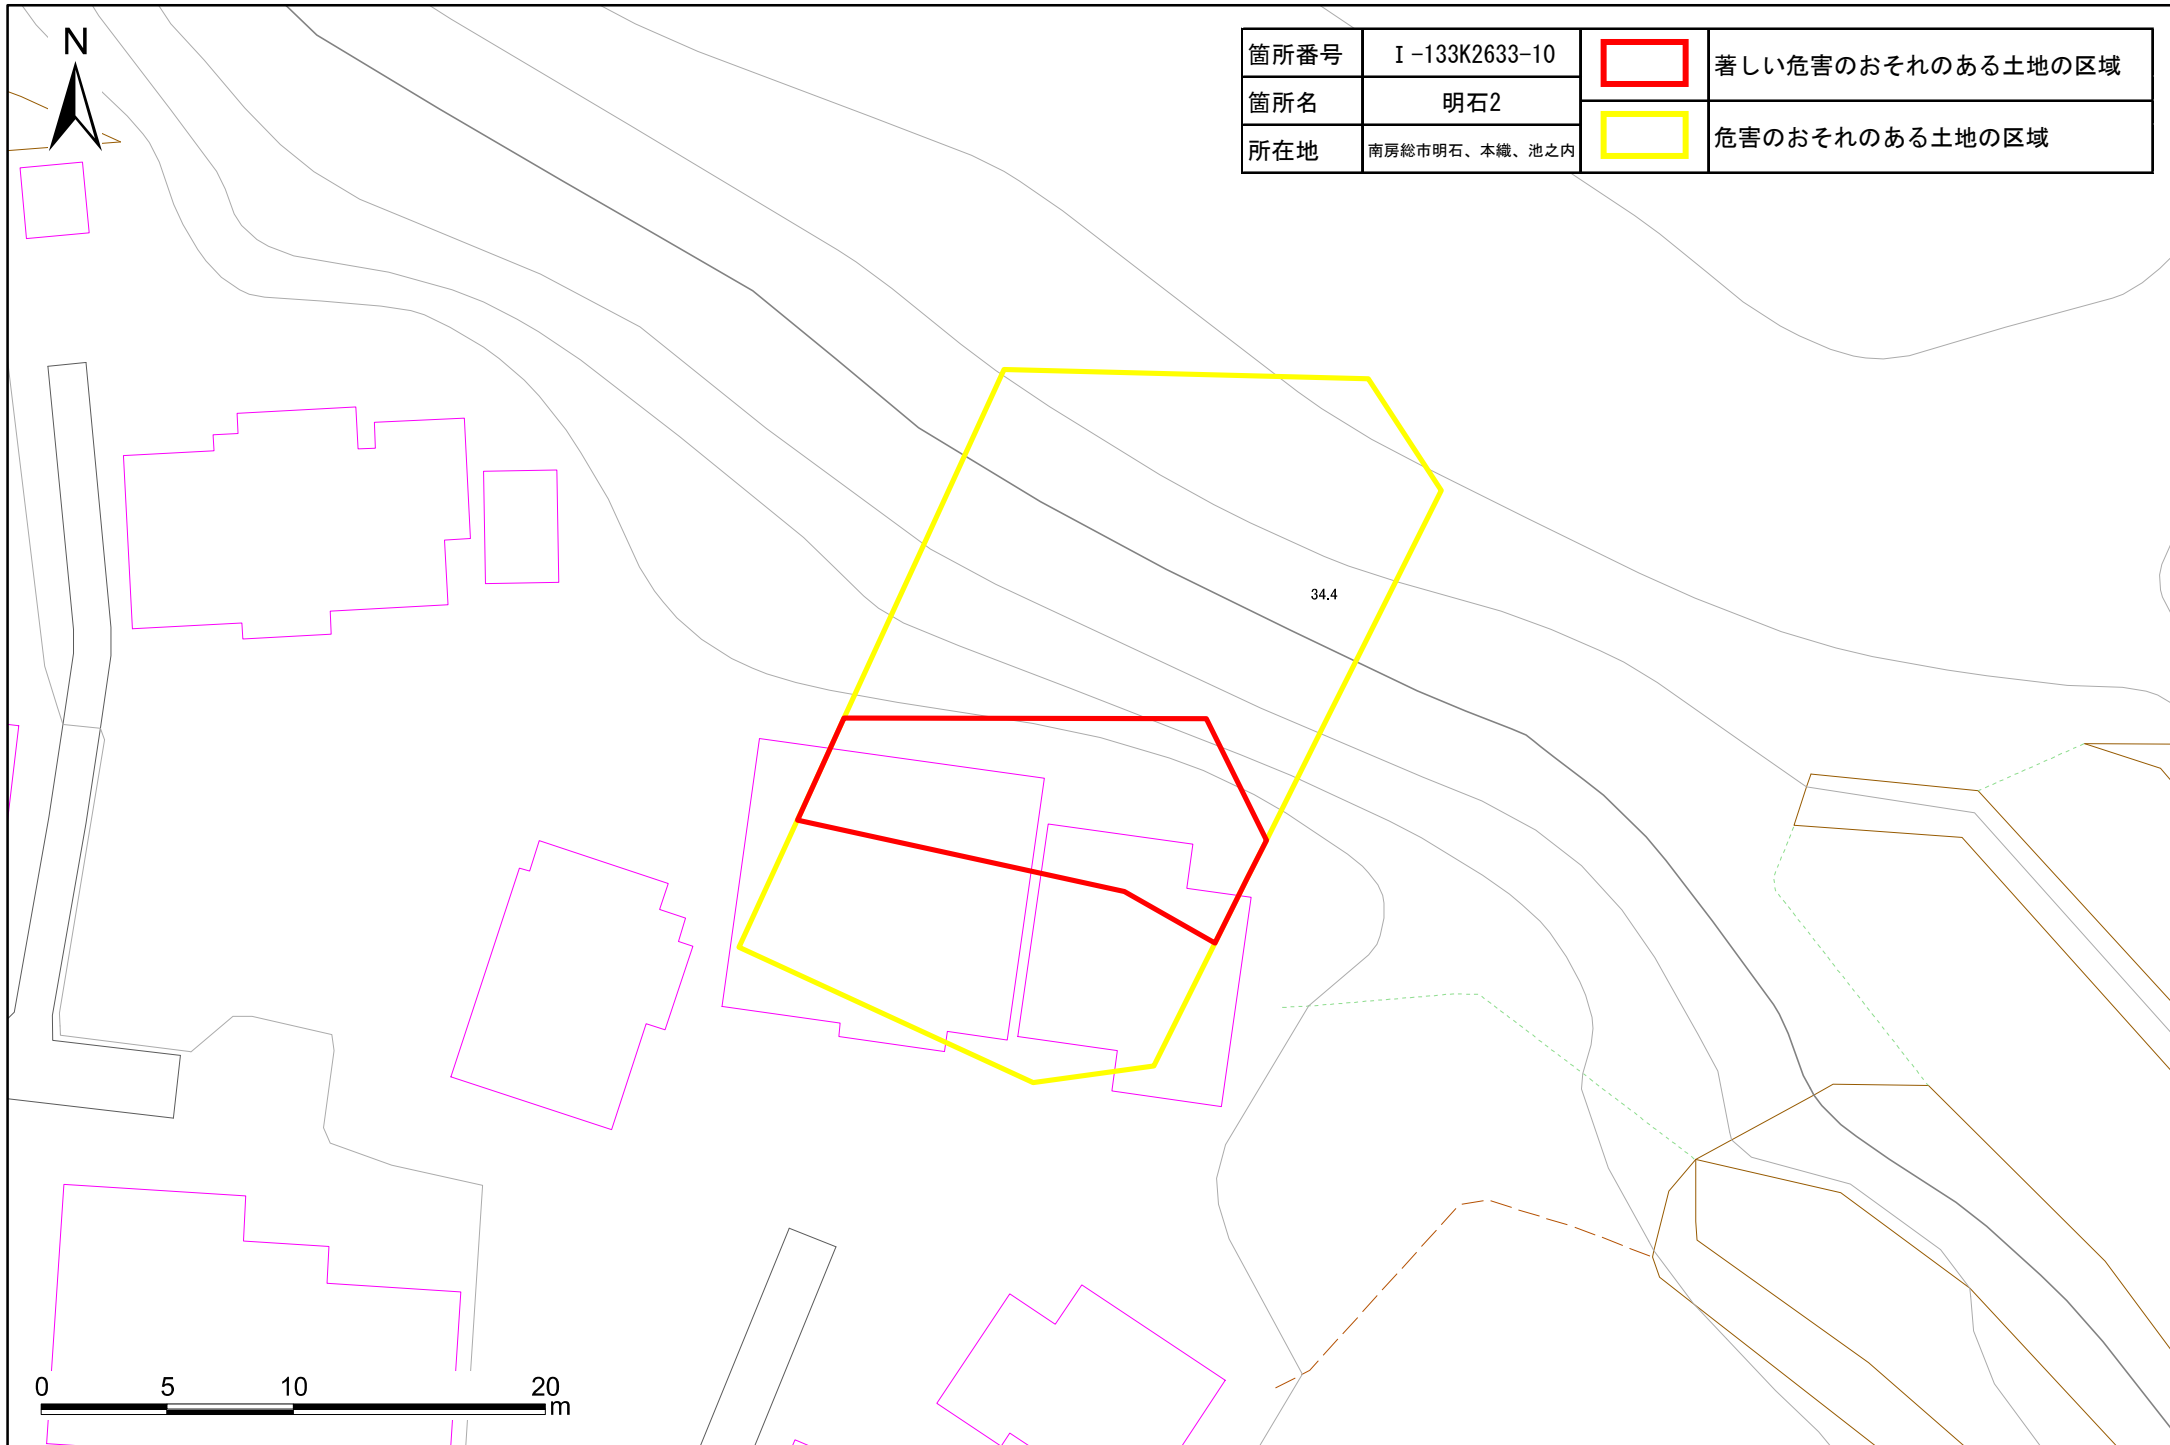 N
箇所番号 Ⅰ-133K2633-10
著しい危害のおそれのある土地の区域
箇所名 明石2
危害のおそれのある土地の区域
所在地 南房総市明石、本織、池之内
34.4
0 5 10 20
m